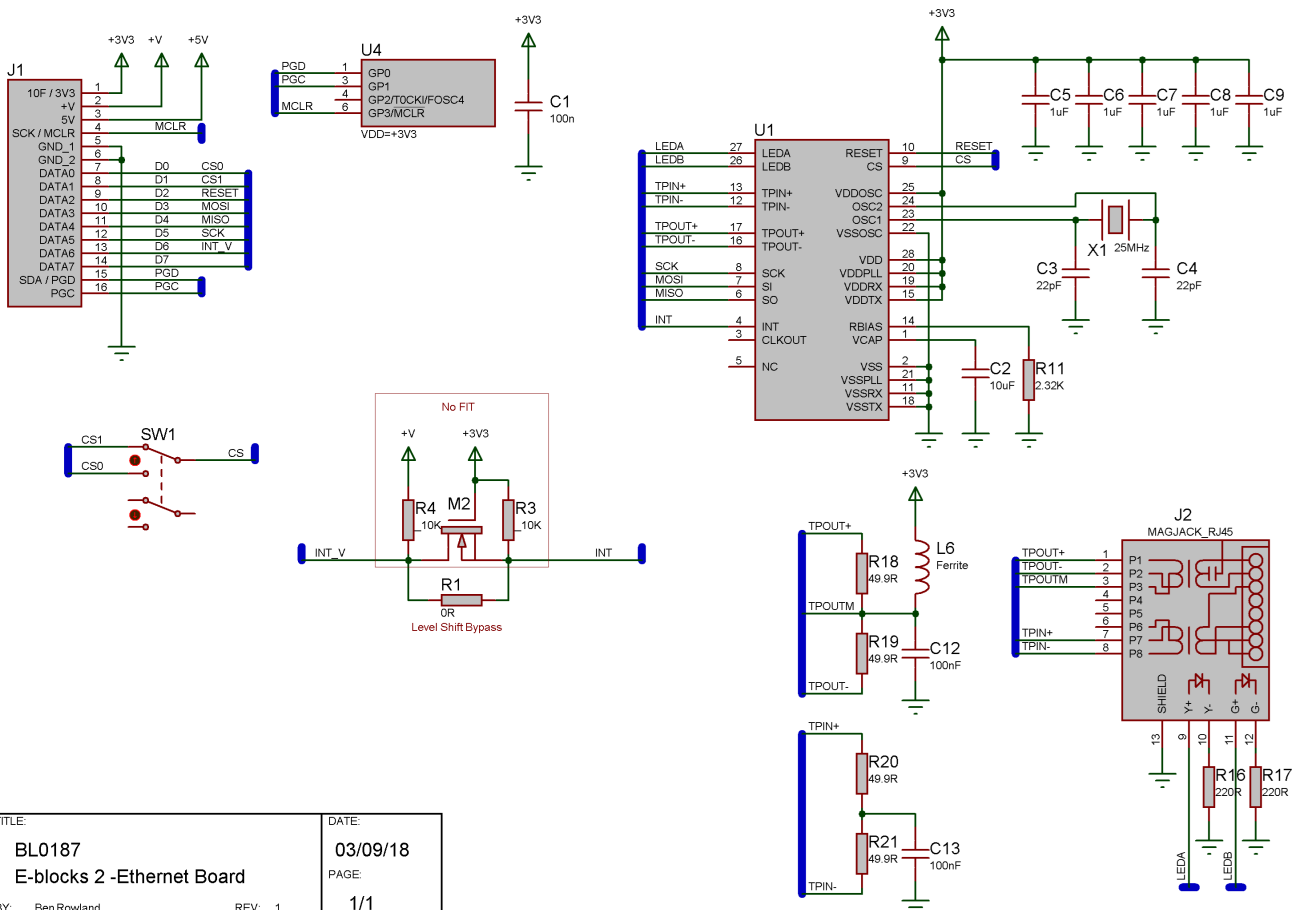 +3V3 +V +5V
J1
10F / 3V3 1
+V 2
5V 3
SCK / MCLR 4 MCLR
GND_1 5
GND_2 6
DATA0 7 D0 CS0
DATA1 8 D1 CS1
DATA2 9 D2 RESET
DATA3 10 D3 MOSI
DATA4 11 D4 MISO
DATA5 12 D5 SCK
DATA6 13 D6 INT_V
DATA7 14 D7
SDA / PGD 15 PGD
PGC 16 PGC
U4
PGD 1 GP0
PGC 3 GP1
4 GP2/T0CKI/FOSC4
MCLR 6 GP3/MCLR
VDD=+3V3
+3V3
C1
100n
+3V3
C5
1uF
C6
1uF
C7
1uF
C8
1uF
C9
1uF
U1
LEDA 27 LEDA
LEDB 26 LEDB
TPIN+ 13 TPIN+
TPIN- 12 TPIN-
TPOUT+ 17 TPOUT+
TPOUT- 16 TPOUT-
SCK 8 SCK
MOSI 7 SI
MISO 6 SO
INT 4 INT
3 CLKOUT
5 NC
RESET 10 RESET
CS 9 CS
VDDOSC 25
OSC2 24
OSC1 23
VSSOSC 22
VDD 28
VDDPLL 20
VDDRX 19
VDDTX 15
RBIAS 14
VCAP 1
VSS 2
VSSPLL 21
VSSRX 11
VSSTX 18
X1
25MHz
C3
22pF
C4
22pF
C2
10uF
R11
2.32K
SW1
CS1
CS0
CS
No FIT
+V +3V3
R4
_10K
M2
R3
_10K
INT_V INT
R1
0R
Level Shift Bypass
+3V3
TPOUT+
R18
49.9R
L6
Ferrite
TPOUTM
R19
49.9R
C12
100nF
TPOUT-
TPIN+
R20
49.9R
R21
49.9R
C13
100nF
TPIN-
J2
MAGJACK_RJ45
TPOUT+ 1 P1
TPOUT- 2 P2
TPOUTM 3 P3
4 P4
5 P5
6 P6
TPIN+ 7 P7
TPIN- 8 P8
SHIELD Y+ Y- G+ G-
13 9 10 11 12
R16
220R
R17
220R
LEDA LEDB
TITLE:
BL0187
E-blocks 2 -Ethernet Board
BY: Ben Rowland REV: 1
DATE:
03/09/18
PAGE:
1/1